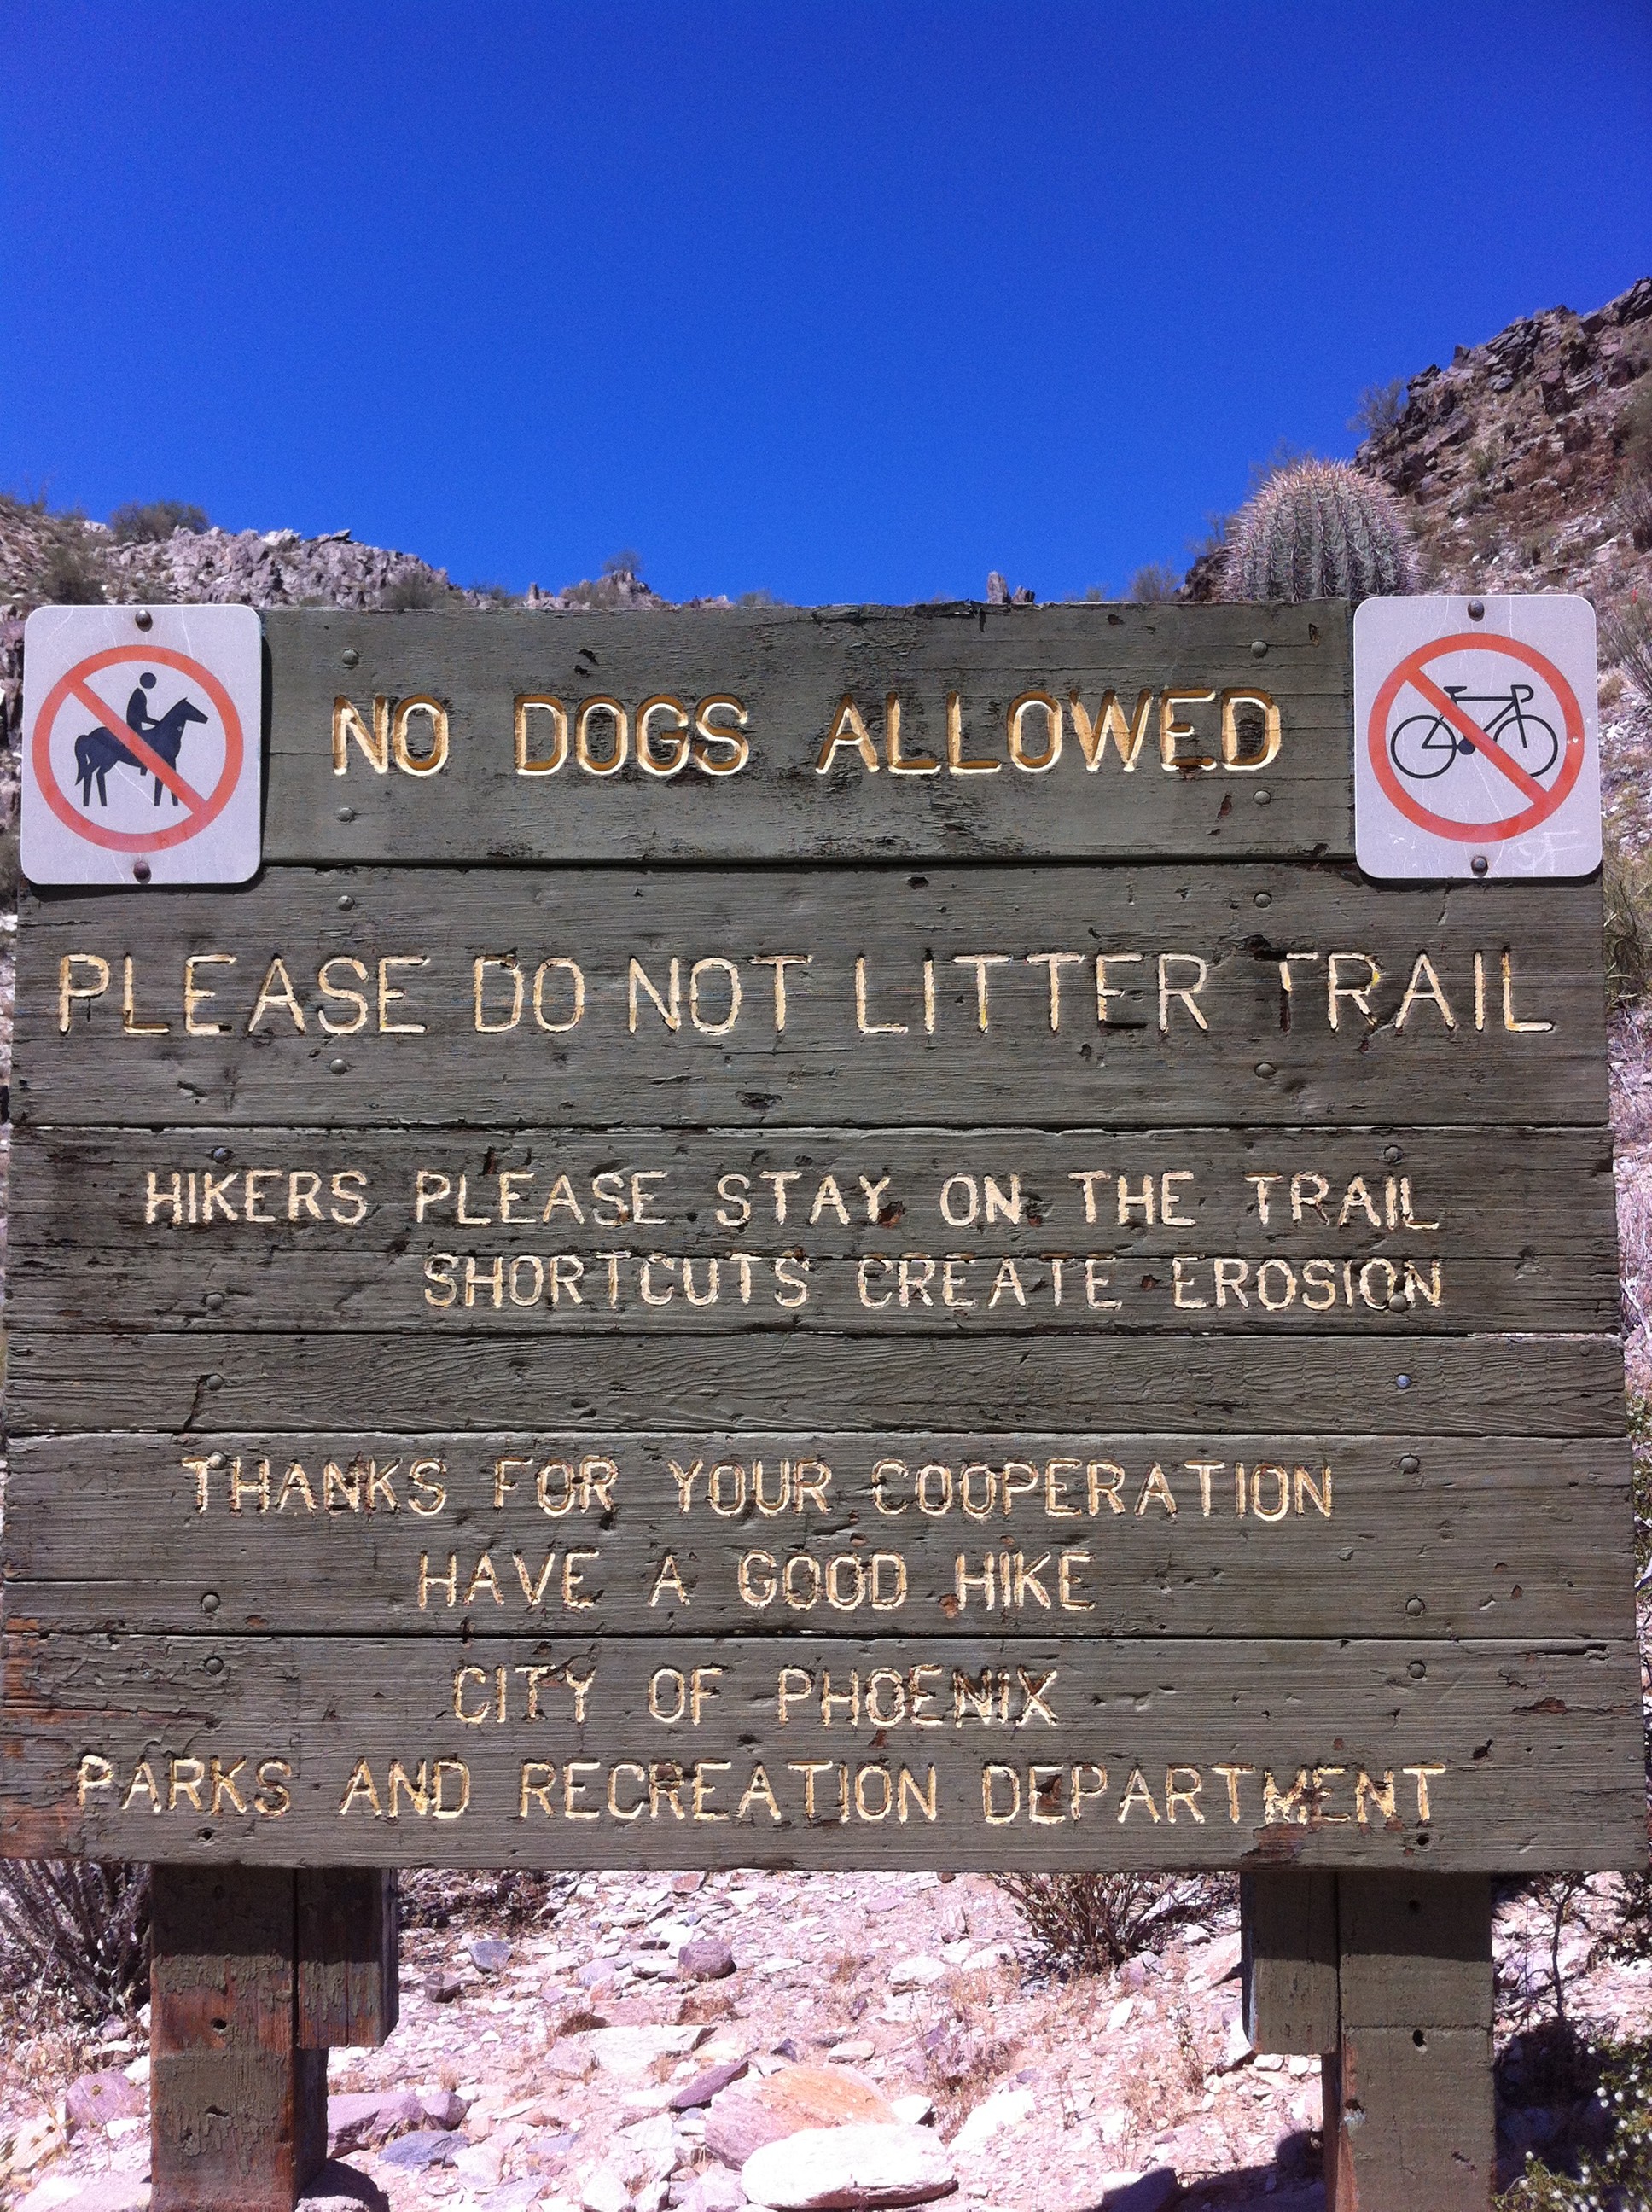 NO DOGS ALLOWED
PLEASE DO NOT LITTER TRAIL
HIKERS PLEASE STAY ON THE TRAIL
SHORTCUTS CREATE EROSION
THANKS FOR YOUR COOPERATION
HAVE A GOOD HIKE
CITY OF PHOENIX
PARKS AND RECREATION DEPARTMENT